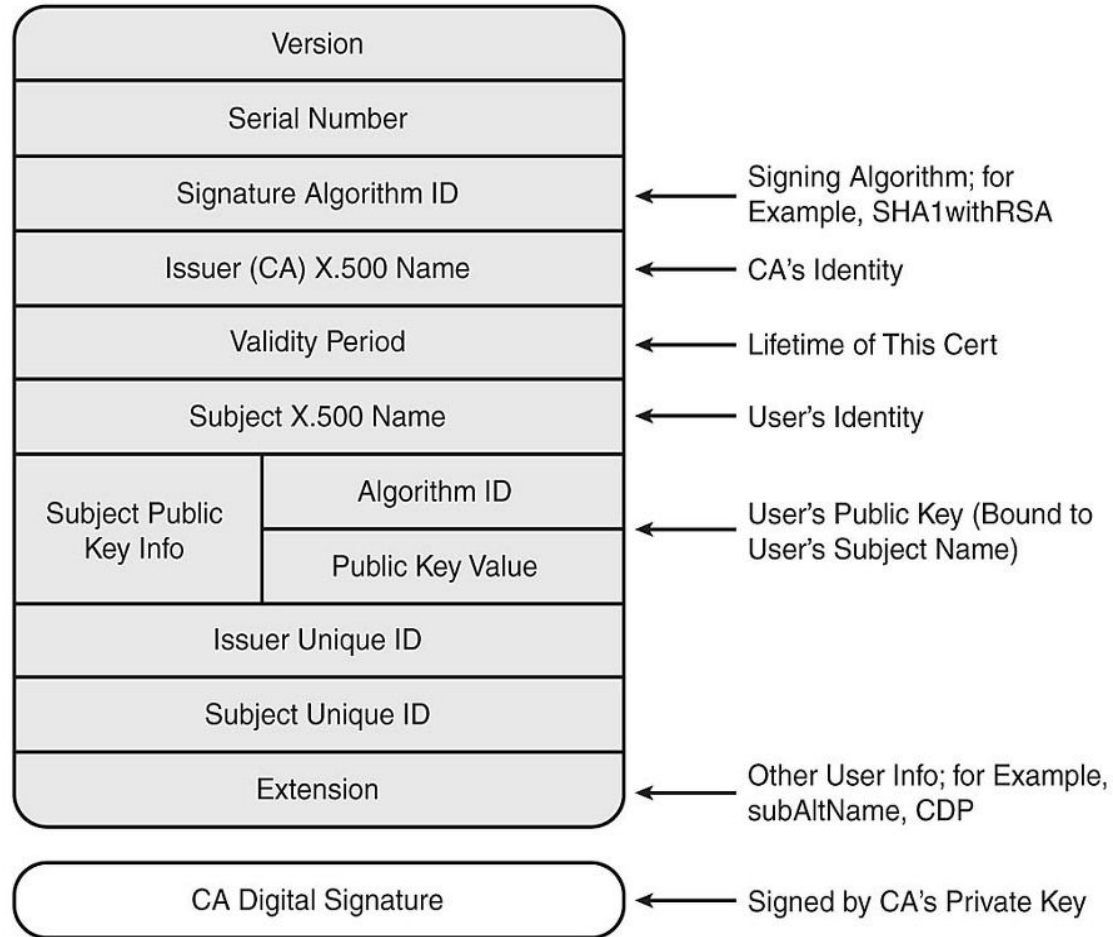 Version
Serial Number
Signature Algorithm ID
Signing Algorithm; for
Example, SHA1withRSA
Issuer (CA) X.500 Name
CA's Identity
Validity Period
Lifetime of This Cert
Subject X.500 Name
User's Identity
Subject Public
Key Info
Algorithm ID
Public Key Value
User's Public Key (Bound to
User's Subject Name)
Issuer Unique ID
Subject Unique ID
Extension
Other User Info; for Example,
subAltName, CDP
CA Digital Signature
Signed by CA's Private Key